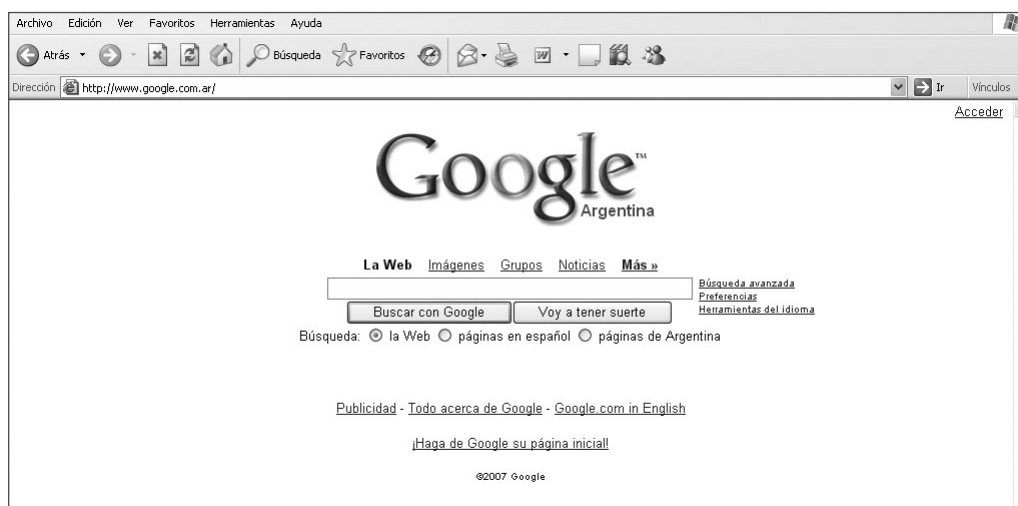 Archivo Edición Ver Favoritos Herramientas Ayuda
Atrás Búsqueda Favoritos
Dirección http://www.google.com.ar/ Ir Vínculos
Acceder
Google™
Argentina
La Web Imágenes Grupos Noticias Más »
Búsqueda avanzada
Preferencias
Herramientas del idioma
Buscar con Google Voy a tener suerte
Búsqueda: la Web páginas en español páginas de Argentina
Publicidad - Todo acerca de Google - Google.com in English
¡Haga de Google su página inicial!
©2007 Google